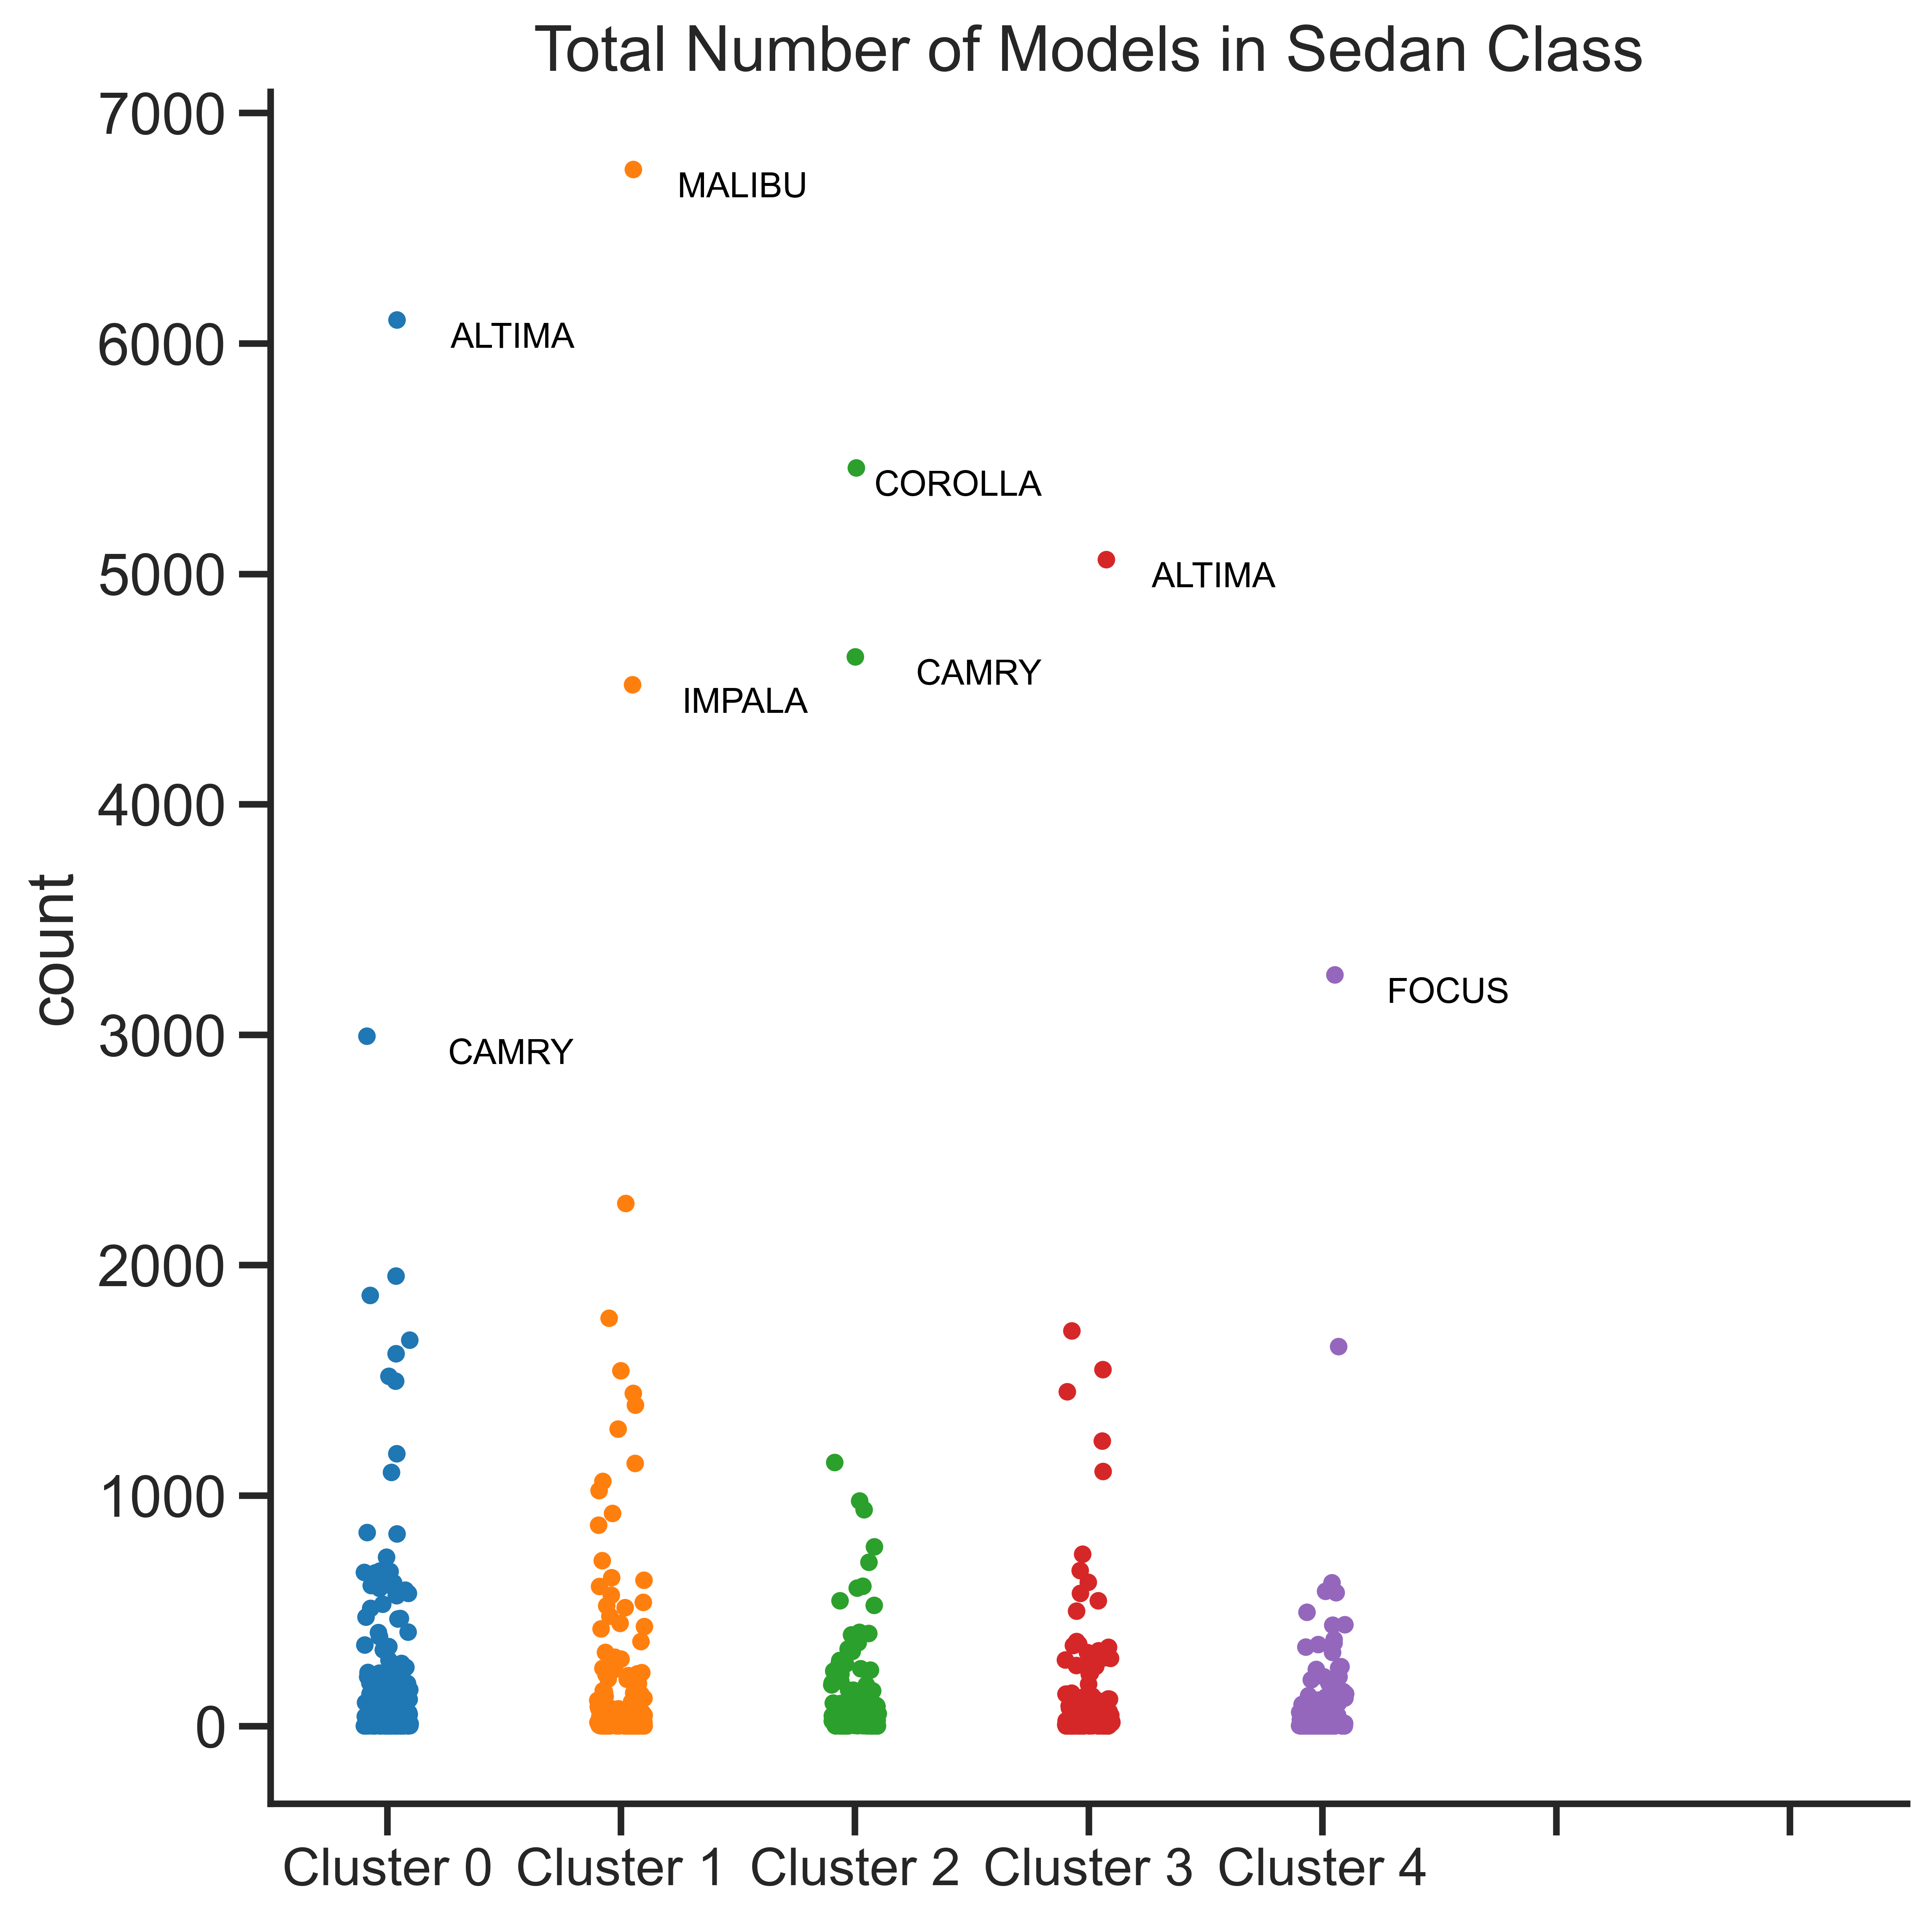 Total Number of Models in Sedan Class
7000
MALIBU
6000
ALTIMA
COROLLA
5000
ALTIMA
CAMRY
IMPALA
4000
count
FOCUS
3000
CAMRY
2000
1000
0
Cluster 0 Cluster 1 Cluster 2 Cluster 3 Cluster 4